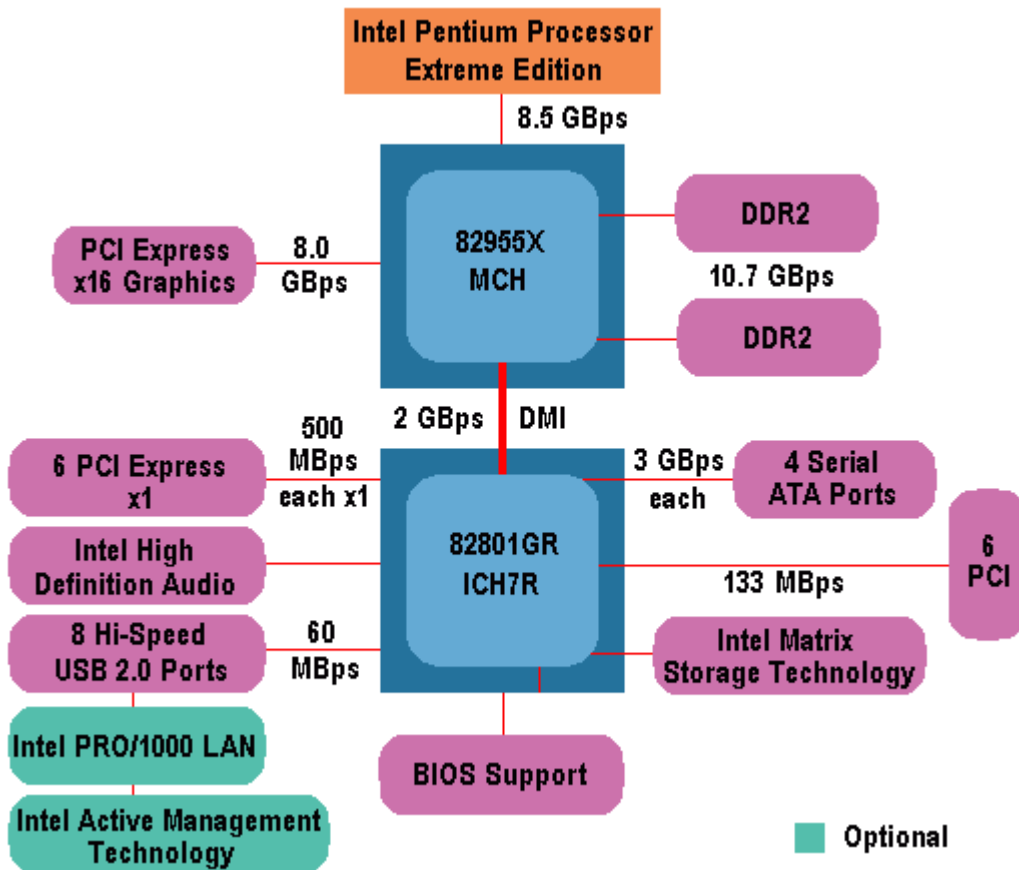 Intel Pentium Processor
Extreme Edition
8.5 GBps
82955X
MCH
DDR2
10.7 GBps
DDR2
PCI Express
x16 Graphics
8.0
GBps
2 GBps
DMI
6 PCI Express
x1
500
MBps
each x1
3 GBps
each
4 Serial
ATA Ports
82801GR
ICH7R
Intel High
Definition Audio
133 MBps
6
PCI
8 Hi-Speed
USB 2.0 Ports
60
MBps
Intel Matrix
Storage Technology
Intel PRO/1000 LAN
BIOS Support
Intel Active Management
Technology
Optional